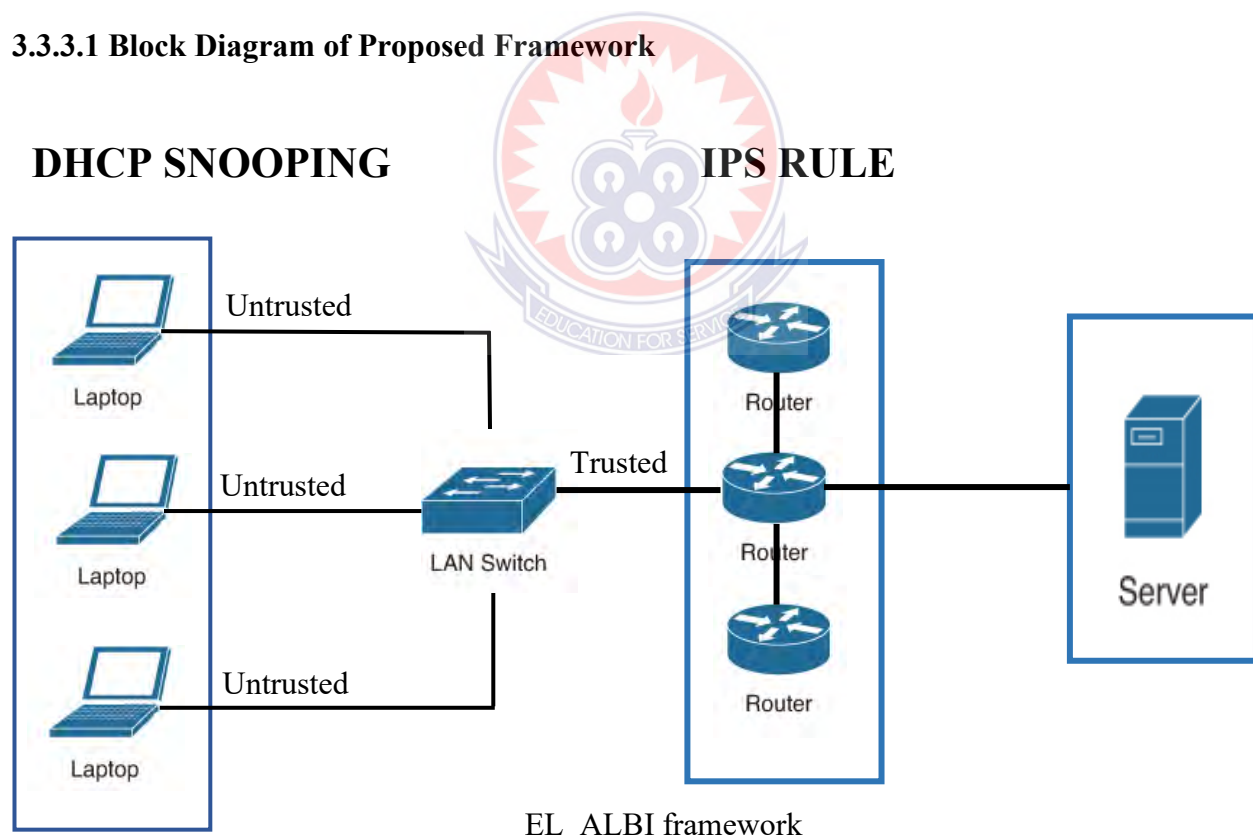 3.3.3.1 Block Diagram of Proposed Framework
DHCP SNOOPING
IPS RULE
EDUCATION FOR SERVICE
Untrusted
Laptop
Router
Untrusted
Trusted
Laptop
LAN Switch
Router
Server
Untrusted
Laptop
Router
EL ALBI framework